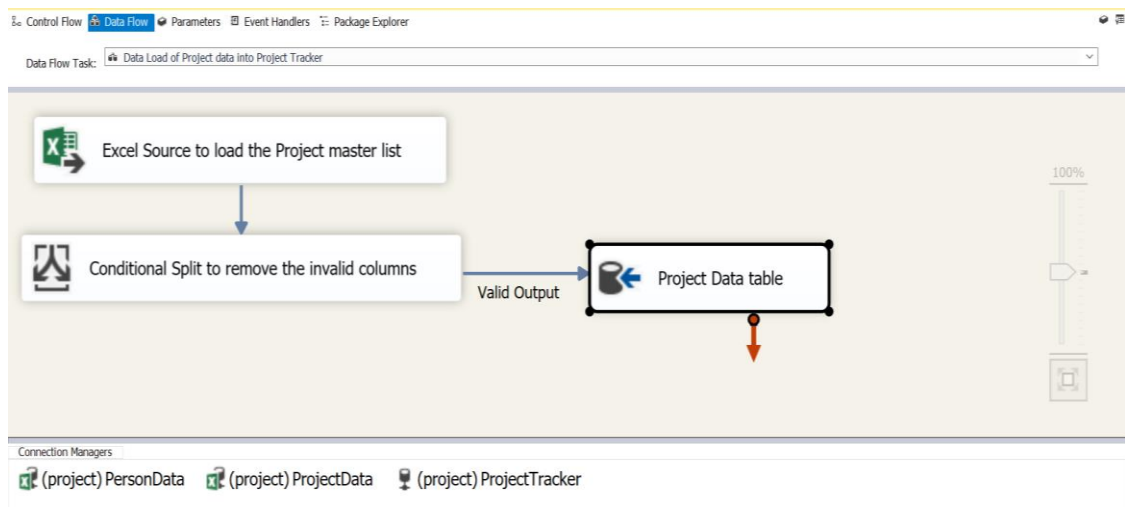 Control Flow Data Flow Parameters Event Handlers Package Explorer
Data Flow Task: Data Load of Project data into Project Tracker
Excel Source to load the Project master list
100%
Conditional Split to remove the invalid columns
Valid Output
Project Data table
Connection Managers
(project) PersonData (project) ProjectData (project) ProjectTracker